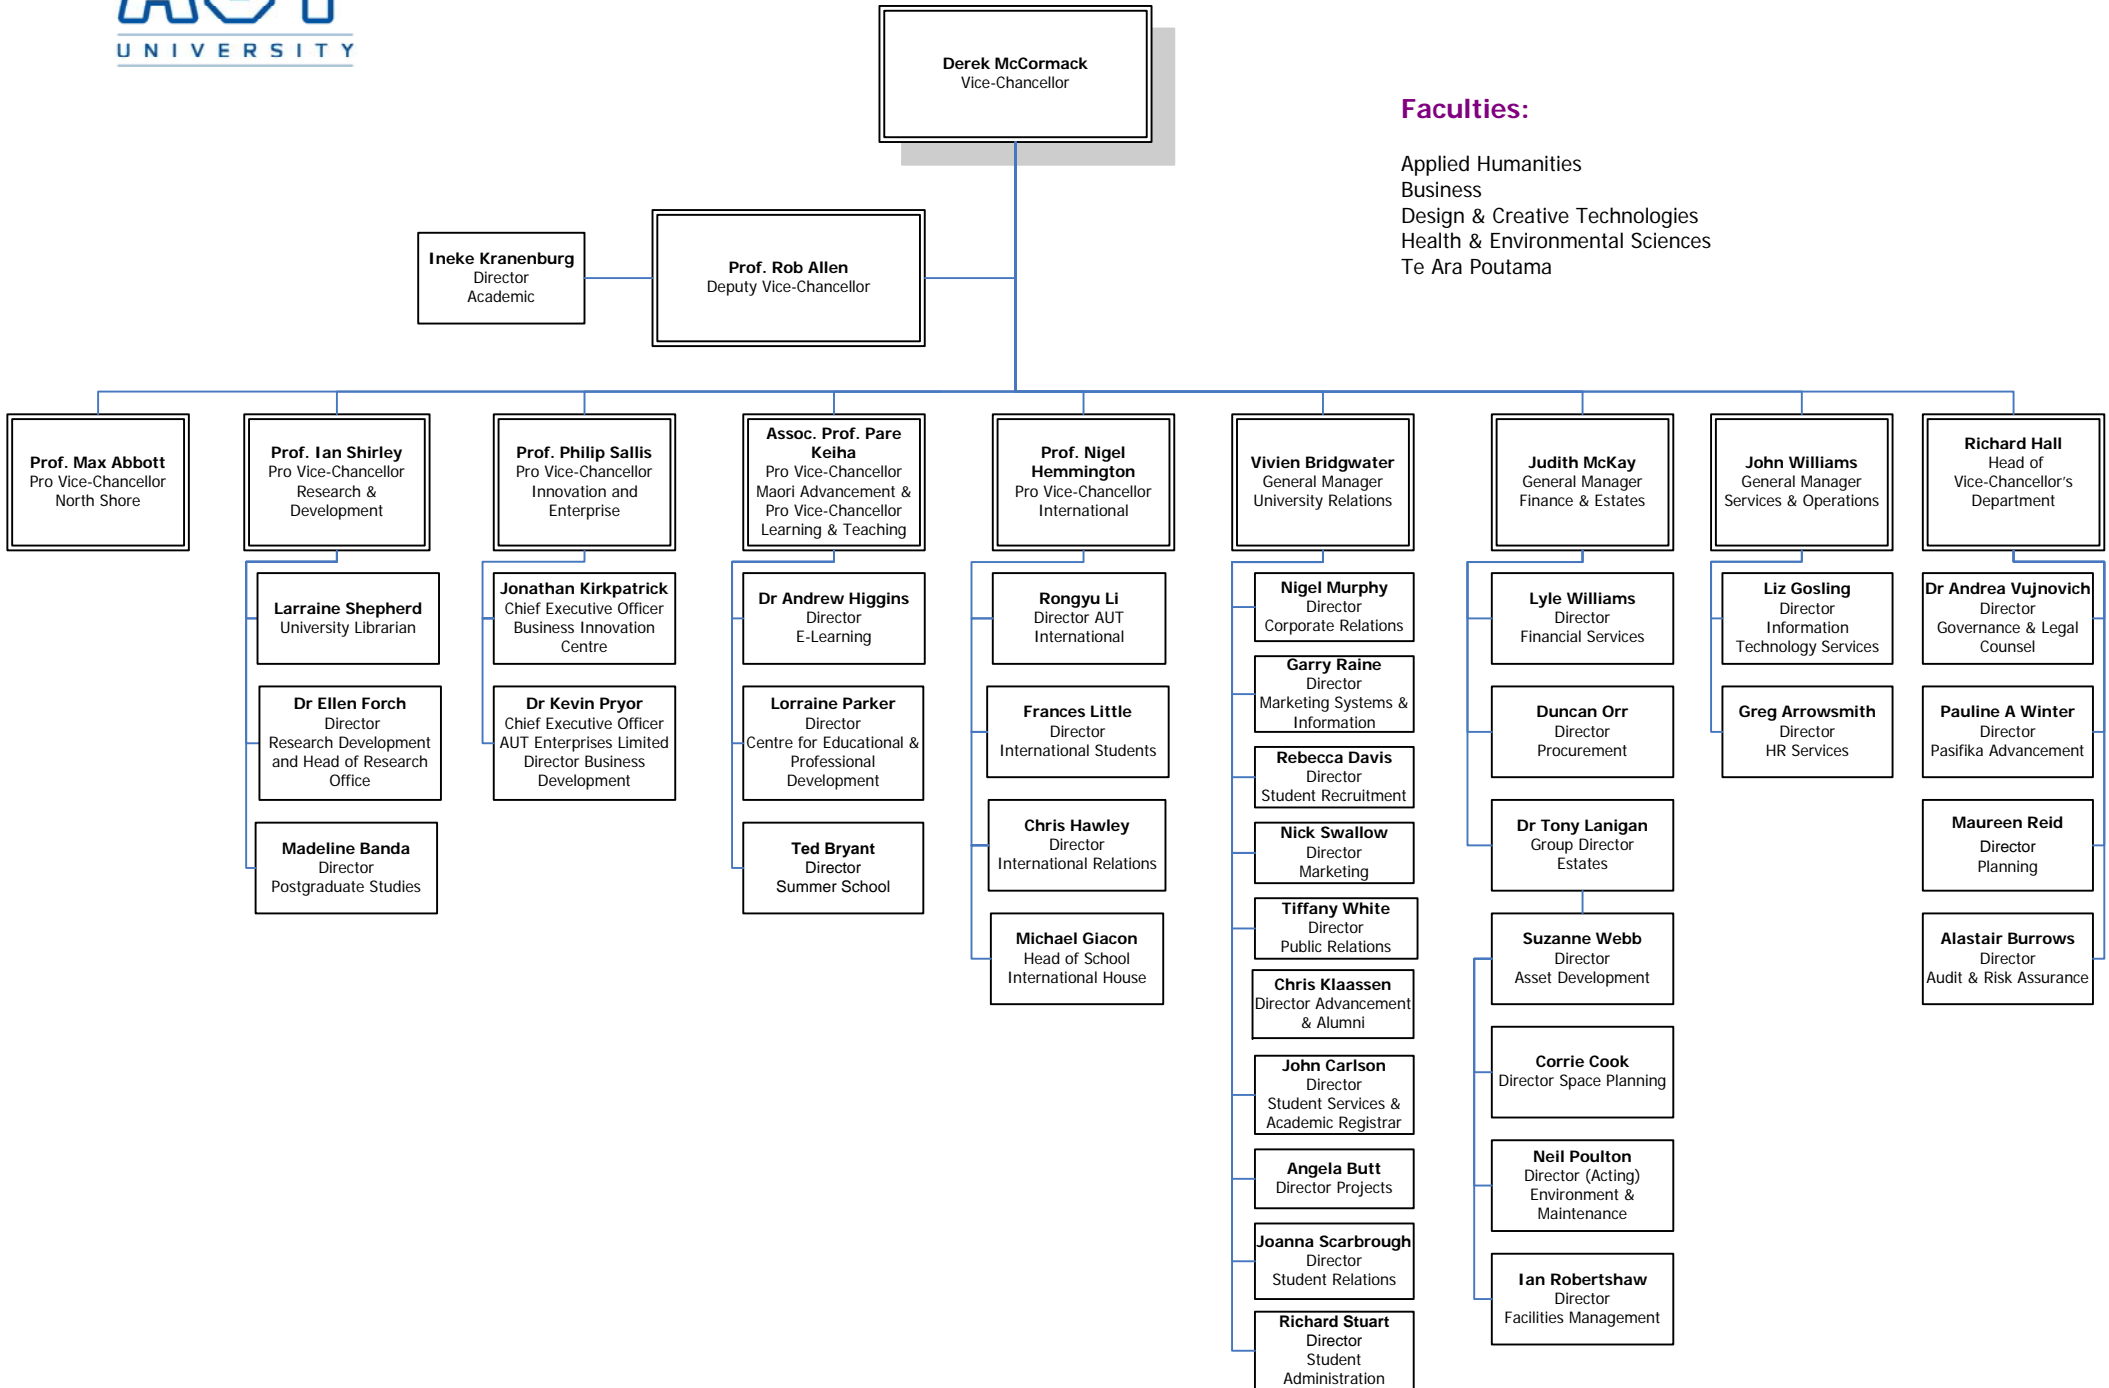 AUT
UNIVERSITY
Derek McCormack
Vice-Chancellor
Faculties:
Applied Humanities
Business
Design & Creative Technologies
Health & Environmental Sciences
Te Ara Poutama
Ineke Kranenburg
Director
Academic
Prof. Rob Allen
Deputy Vice-Chancellor
Prof. Max Abbott
Pro Vice-Chancellor
North Shore
Prof. Ian Shirley
Pro Vice-Chancellor
Research &
Development
Larraine Shepherd
University Librarian
Dr Ellen Forch
Director
Research Development
and Head of Research
Office
Madeline Banda
Director
Postgraduate Studies
Prof. Philip Sallis
Pro Vice-Chancellor
Innovation and
Enterprise
Jonathan Kirkpatrick
Chief Executive Officer
Business Innovation
Centre
Dr Kevin Pryor
Chief Executive Officer
AUT Enterprises Limited
Director Business
Development
Assoc. Prof. Pare
Keiha
Pro Vice-Chancellor
Maori Advancement &
Pro Vice-Chancellor
Learning & Teaching
Dr Andrew Higgins
Director
E-Learning
Lorraine Parker
Director
Centre for Educational &
Professional
Development
Ted Bryant
Director
Summer School
Prof. Nigel
Hemmington
Pro Vice-Chancellor
International
Rongyu Li
Director AUT
International
Frances Little
Director
International Students
Chris Hawley
Director
International Relations
Michael Giacon
Head of School
International House
Vivien Bridgwater
General Manager
University Relations
Nigel Murphy
Director
Corporate Relations
Garry Raine
Director
Marketing Systems &
Information
Rebecca Davis
Director
Student Recruitment
Nick Swallow
Director
Marketing
Tiffany White
Director
Public Relations
Chris Klaassen
Director Advancement
& Alumni
John Carlson
Director
Student Services &
Academic Registrar
Angela Butt
Director Projects
Joanna Scarbrough
Director
Student Relations
Richard Stuart
Director
Student
Administration
Judith McKay
General Manager
Finance & Estates
Lyle Williams
Director
Financial Services
Duncan Orr
Director
Procurement
Dr Tony Lanigan
Group Director
Estates
Suzanne Webb
Director
Asset Development
Corrie Cook
Director Space Planning
Neil Poulton
Director (Acting)
Environment &
Maintenance
Ian Robertshaw
Director
Facilities Management
John Williams
General Manager
Services & Operations
Liz Gosling
Director
Information
Technology Services
Greg Arrowsmith
Director
HR Services
Richard Hall
Head of
Vice-Chancellor's
Department
Dr Andrea Vujnovich
Director
Governance & Legal
Counsel
Pauline A Winter
Director
Pasifika Advancement
Maureen Reid
Director
Planning
Alastair Burrows
Director
Audit & Risk Assurance